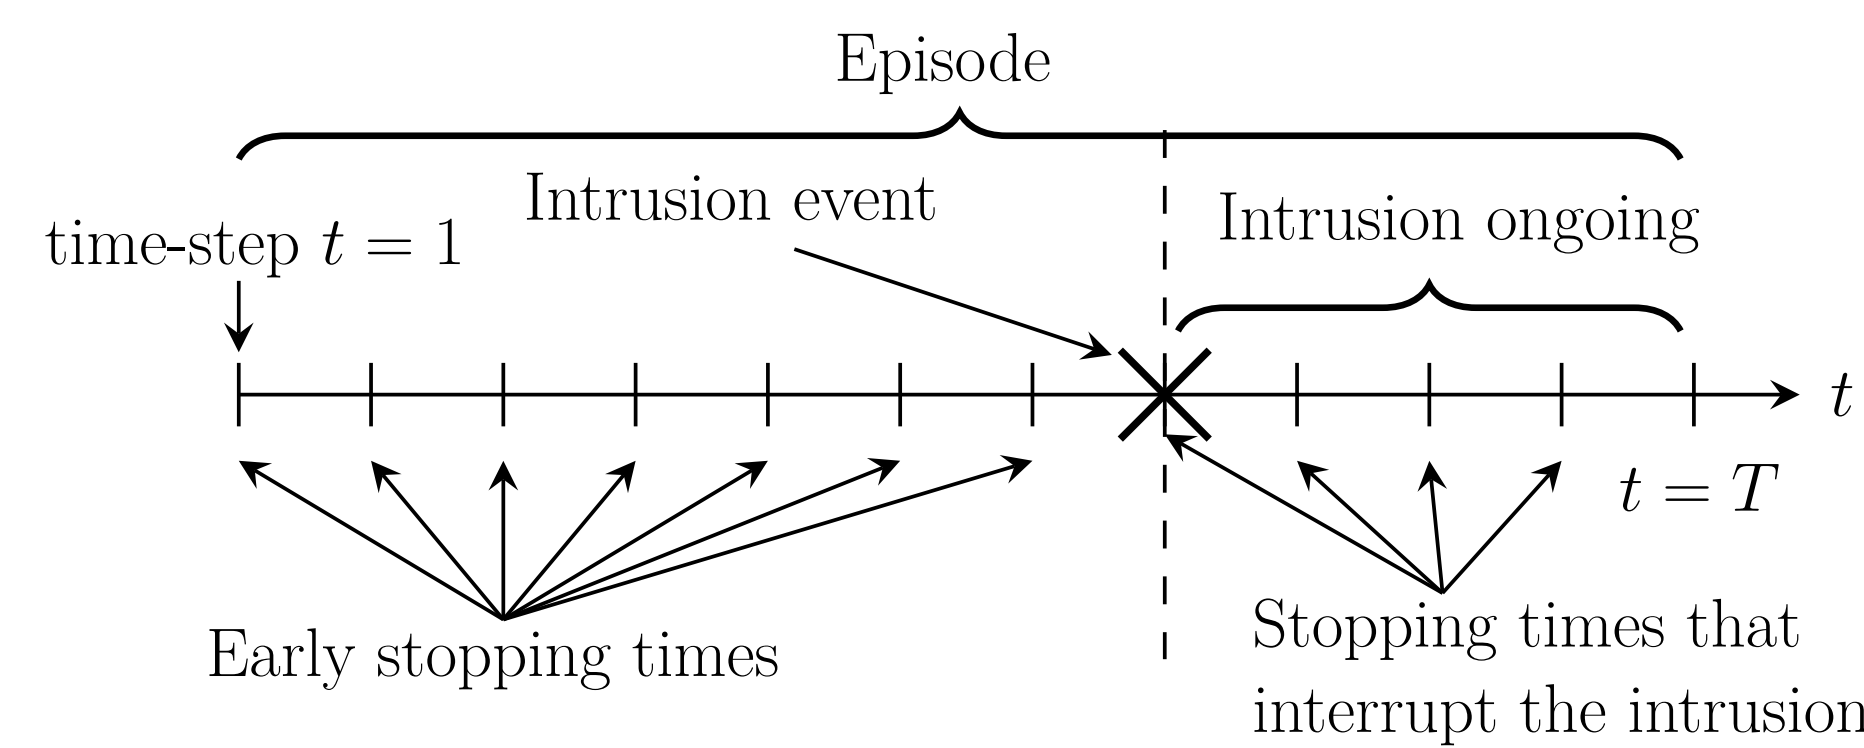 Episode
Intrusion event
Intrusion ongoing
time-step t = 1
t
t = T
Early stopping times
Stopping times that
interrupt the intrusion